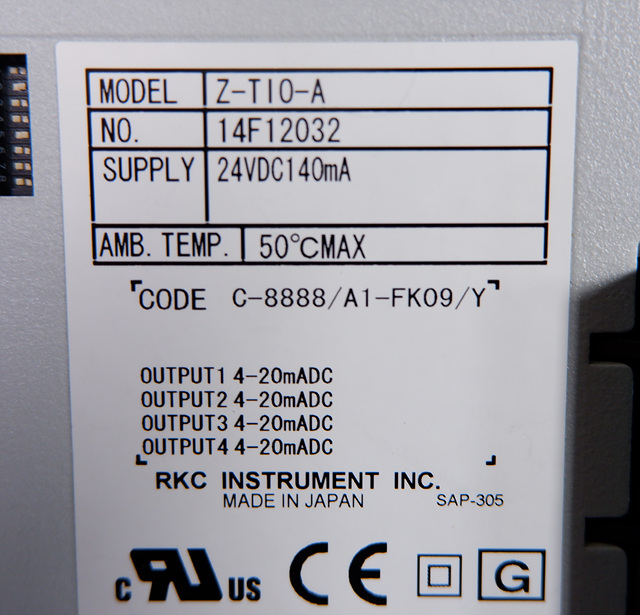 MODEL Z-TIO-A
NO. 14F12032
SUPPLY 24VDC140mA
AMB. TEMP. 50℃MAX
CODE C-8888/A1-FK09/Y
OUTPUT1 4-20mADC
OUTPUT2 4-20mADC
OUTPUT3 4-20mADC
OUTPUT4 4-20mADC
RKC INSTRUMENT INC.
MADE IN JAPAN SAP-305
c RU US CE G